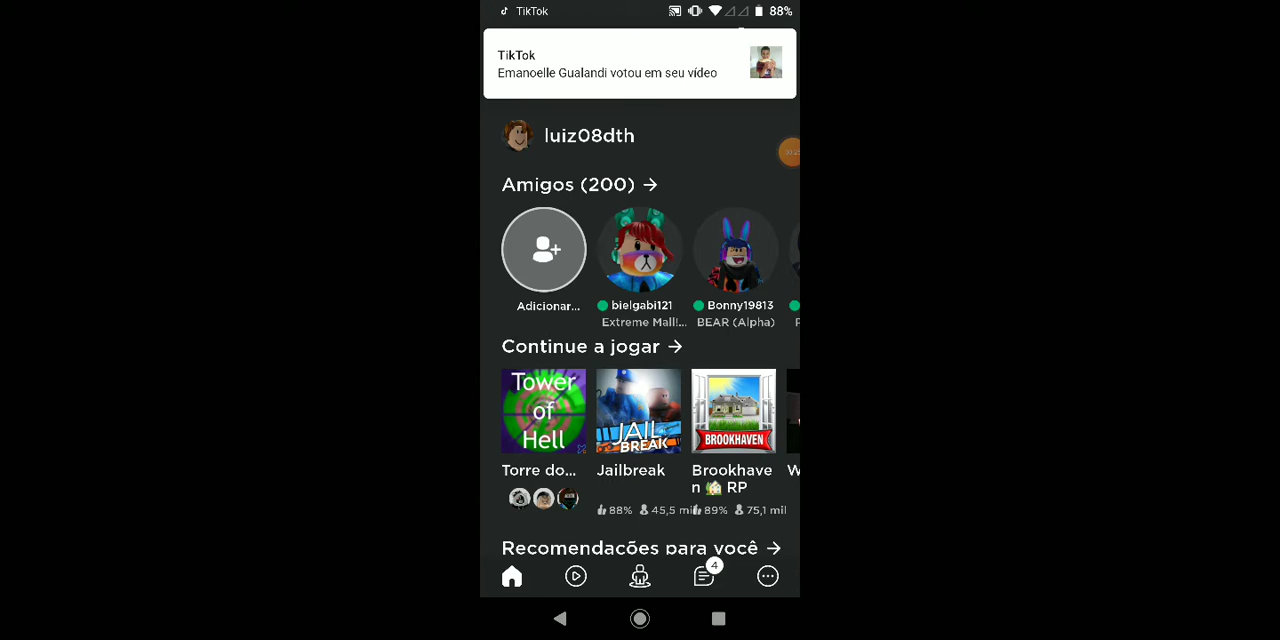 TikTok
88%
TikTok
Emanoelle Gualandi votou em seu vídeo
luiz08dth
Amigos (200) →
Adicionar...
bielgabi121
Bonny19813
Extreme Mall!...
BEAR (Alpha)
Continue a jogar →
Tower
of
Hell
JAIL
BREAK
BROOKHAVEN
Torre do...
Jailbreak
Brookhave
n 🏡 RP
W
88%
45,5 mil
89%
75,1 mil
Recomendações para você →
4